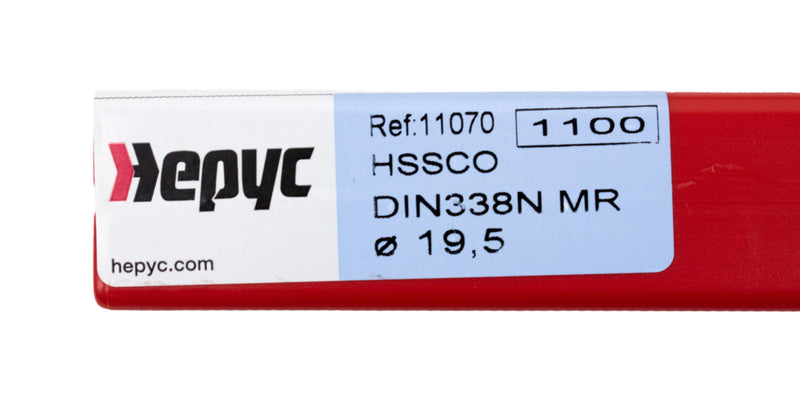 Hepyc
hepyc.com
Ref:11070 1100
HSSCO
DIN338N MR
ø 19,5